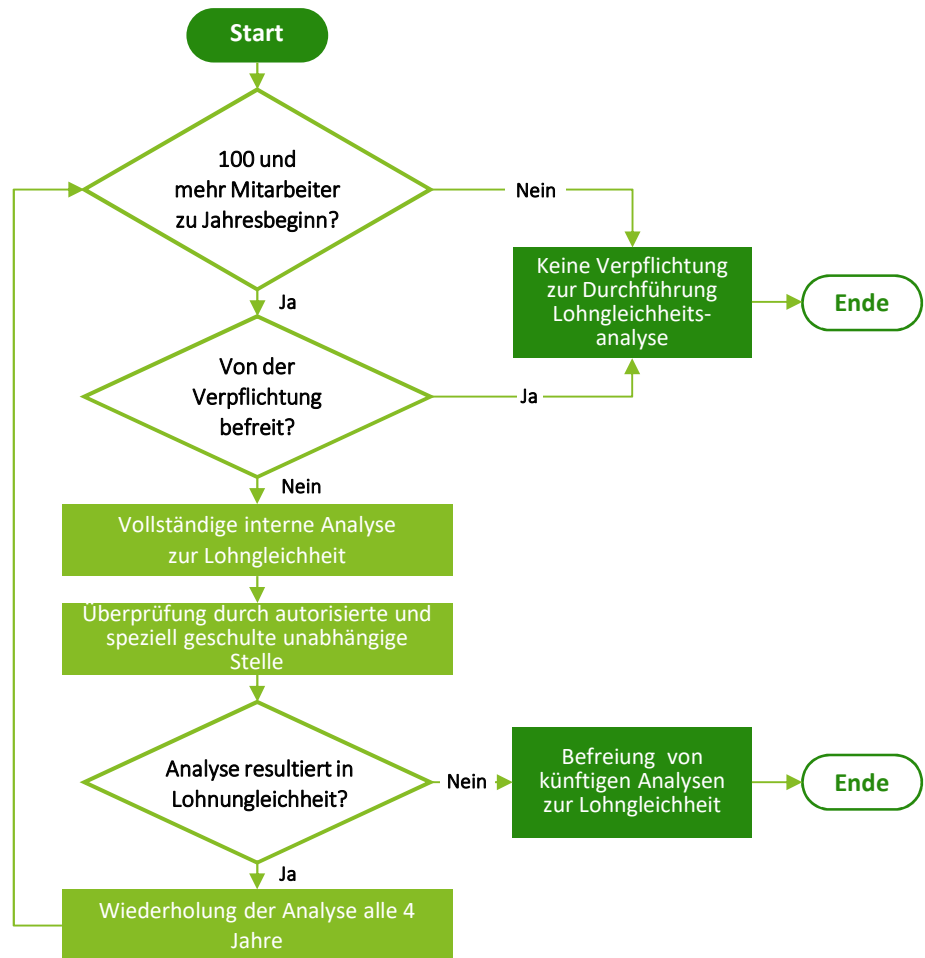 Start
100 und
mehr Mitarbeiter
zu Jahresbeginn?
Nein
Keine Verpflichtung
zur Durchführung
Lohngleichheits-
analyse
Ende
Ja
Von der
Verpflichtung
befreit?
Ja
Nein
Vollständige interne Analyse
zur Lohngleichheit
Überprüfung durch autorisierte und
speziell geschulte unabhängige
Stelle
Analyse resultiert in
Lohnungleichheit?
Nein
Befreiung von
künftigen Analysen
zur Lohngleichheit
Ende
Ja
Wiederholung der Analyse alle 4
Jahre